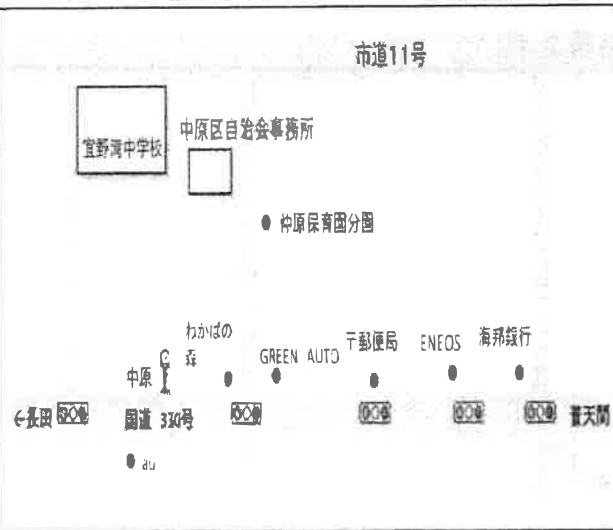 市道11号
宜野湾中学校
中原区自治会事務所
仲原保育園分園
わかばの
森
GREEN AUTO
〒郵便局
ENEOS
海邦銀行
中原
←長田
国道 330号
普天間
au